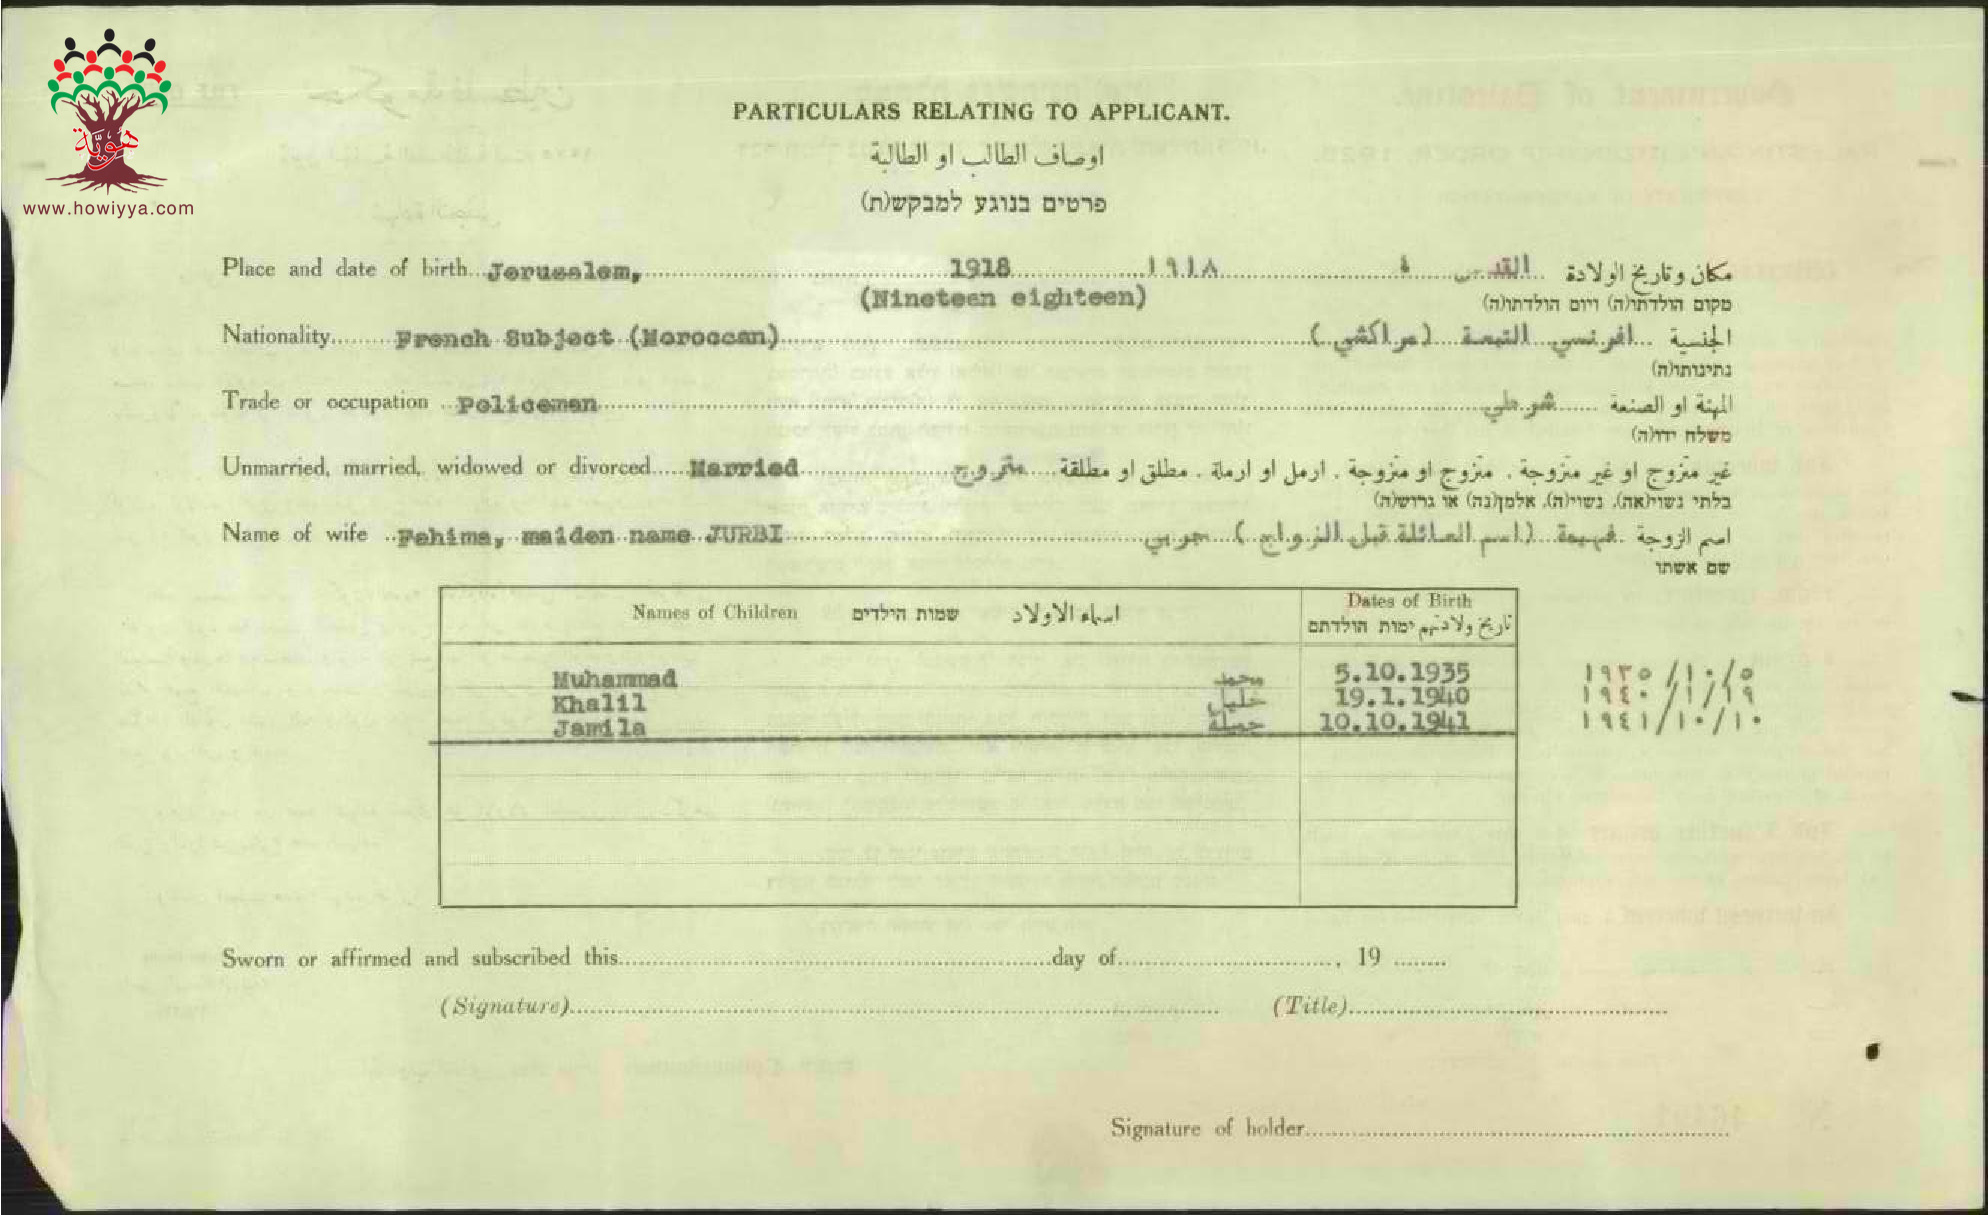 هويّة
www.howiyya.com
PARTICULARS RELATING TO APPLICANT.
اوصاف الطالب او الطالبة
פרטים בנוגע למבקש(ת)
Place and date of birth Jerusalem, 1918 ١٩١٨ القدس مكان وتاريخ الولادة
(Nineteen eighteen) מקום הולדתו(ה) ויום הולדתו(ה)
Nationality French Subject (Moroccan) افرنسي التبعة (مراكشي) الجنسية
נתינותו(ה)
Trade or occupation Policeman شرطي المهنة او الصنعة
משלח ידו(ה)
Unmarried, married, widowed or divorced Married متزوج غير متزوج او غير متزوجة ، متزوج او متزوجة ، ارمل او ارملة ، مطلق او مطلقة
בלתי נשוי(אה), נשוי(ה), אלמן(נה) או גרוש(ה)
Name of wife Fahima, maiden name JURBI فهيمة (اسم العائلة قبل الزواج) جربي اسم الزوجة
שם אשתו
Names of Children שמות הילדים اسماء الاولاد Dates of Birth
תاريخ ولادتهم ימות הולדתם
Muhammad محمد 5.10.1935 ١٩٣٥/١٠/٥
Khalil خليل 19.1.1940 ١٩٤٠/١/١٩
Jamila جميلة 10.10.1941 ١٩٤١/١٠/١٠
Sworn or affirmed and subscribed this day of , 19
(Signature) (Title)
Signature of holder